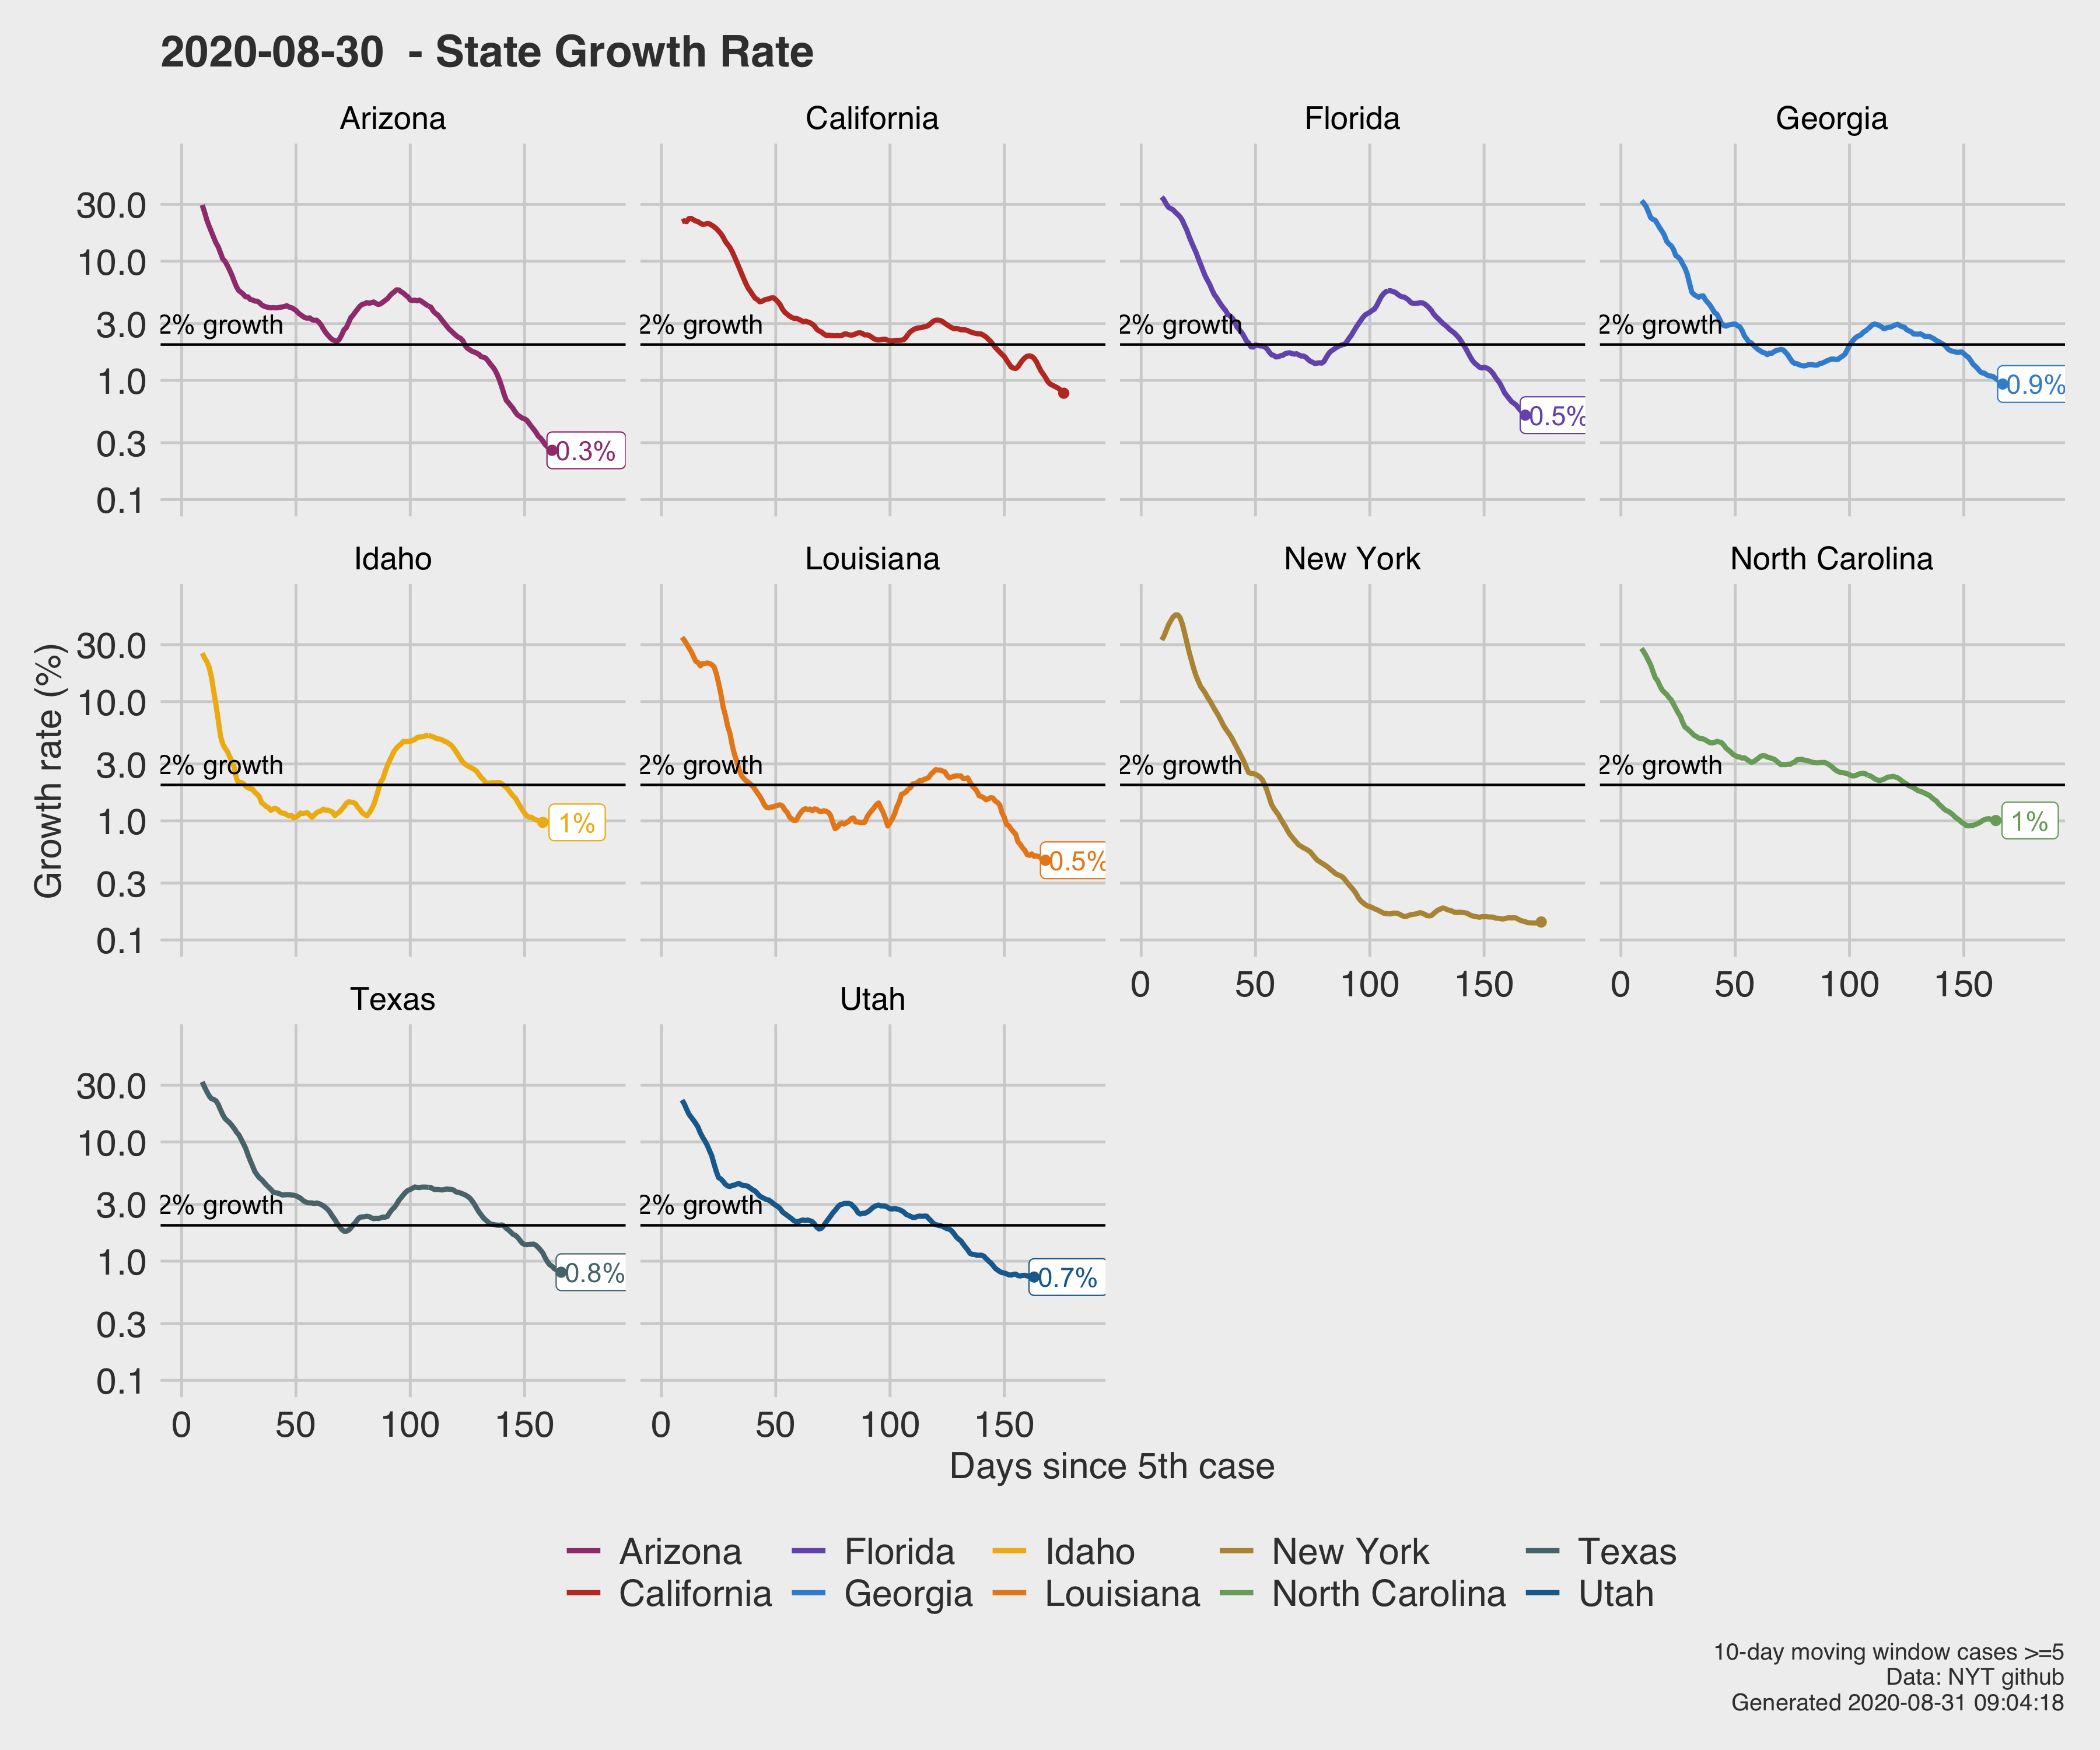 2020-08-30 - State Growth Rate
Arizona
California
Florida
Georgia
30.0
10.0
3.0
1.0
0.3
0.1
2% growth
2% growth
2% growth
2% growth
0.3%
0.5%
0.9%
Idaho
Louisiana
New York
North Carolina
Growth rate (%)
30.0
10.0
3.0
1.0
0.3
0.1
2% growth
2% growth
2% growth
2% growth
1%
0.5%
1%
0 50 100 150
0 50 100 150
Texas
Utah
30.0
10.0
3.0
1.0
0.3
0.1
2% growth
2% growth
0.8%
0.7%
0 50 100 150
0 50 100 150
Days since 5th case
Arizona Florida Idaho New York Texas
California Georgia Louisiana North Carolina Utah
10-day moving window cases >=5
Data: NYT github
Generated 2020-08-31 09:04:18